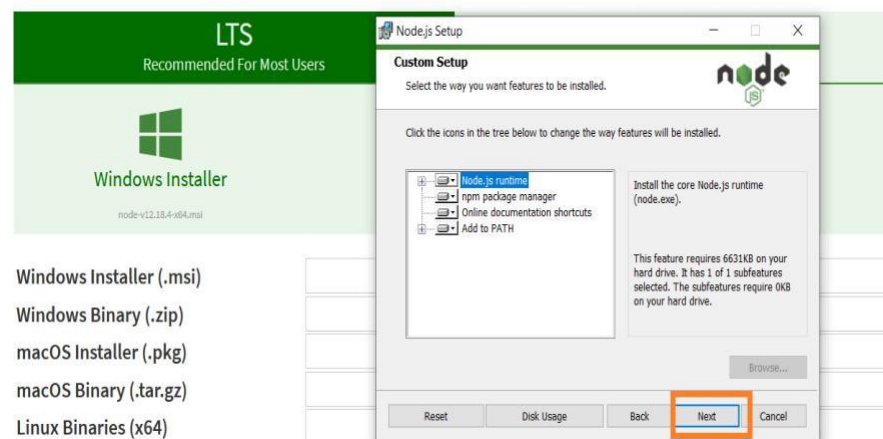 LTS
Recommended For Most Users
Windows Installer
node-v12.18.4-x64.msi
Windows Installer (.msi)
Windows Binary (.zip)
macOS Installer (.pkg)
macOS Binary (.tar.gz)
Linux Binaries (x64)
Node.js Setup
Custom Setup
Select the way you want features to be installed.
node
JS
Click the icons in the tree below to change the way features will be installed.
Node.js runtime
npm package manager
Online documentation shortcuts
Add to PATH
Install the core Node.js runtime
(node.exe).
This feature requires 6631KB on your
hard drive. It has 1 of 1 subfeatures
selected. The subfeatures require 0KB
on your hard drive.
Browse...
Reset Disk Usage Back Next Cancel